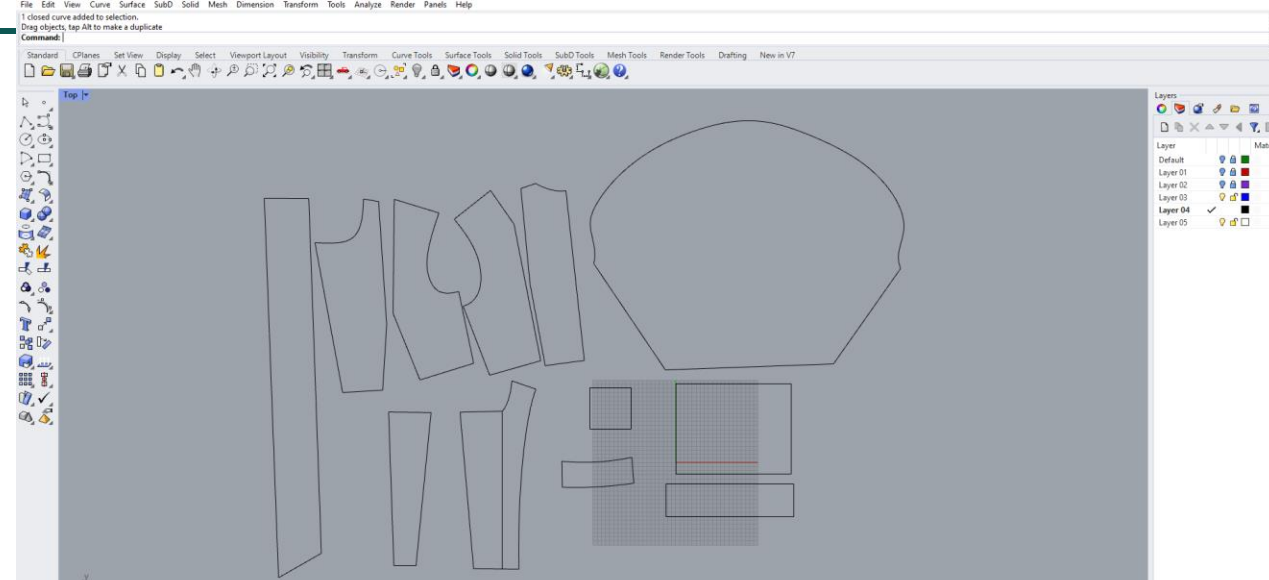 File Edit View Curve Surface SubD Solid Mesh Dimension Transform Tools Analyze Render Panels Help
1 closed curve added to selection.
Drag objects, tap Alt to make a duplicate
Command:
Standard CPlanes Set View Display Select Viewport Layout Visibility Transform Curve Tools Surface Tools Solid Tools SubD Tools Mesh Tools Render Tools Drafting New in V7
Top
Layers
Layer Mat
Default
Layer 01
Layer 02
Layer 03
Layer 04
Layer 05
y